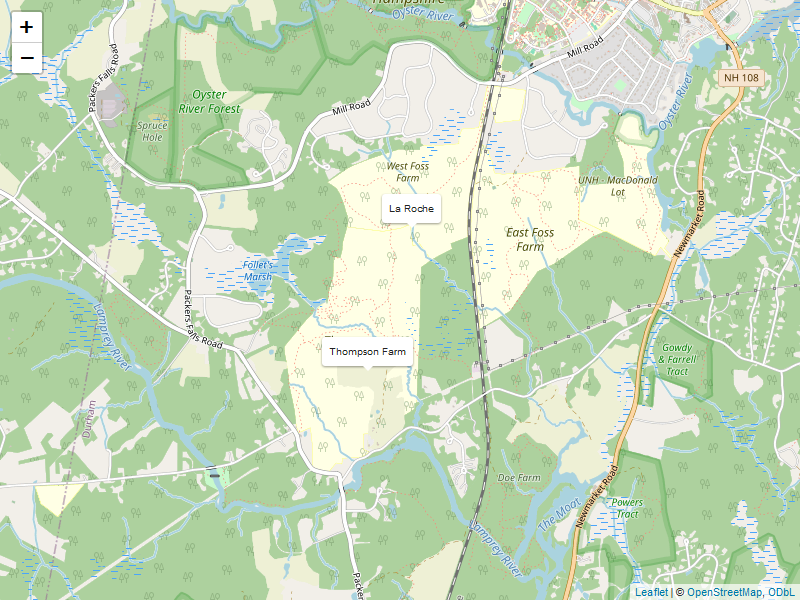 +
−
Hampshire
Oyster River
Mill Road
NH 108
Packers Falls Road
Oyster
River Forest
Mill Road
Oyster River
Spruce
Hole
West Foss
Farm
UNH - MacDonald
Lot
La Roche
East Foss
Farm
Newmarket Road
Follet's
Marsh
Lamprey River
Packers Falls Road
Thompson Farm
Gowdy
& Farrell
Tract
Durham
Doe Farm
Newmarket Road
The Moat
Powers
Tract
Lamprey River
Packe
Leaflet | © OpenStreetMap, ODbL